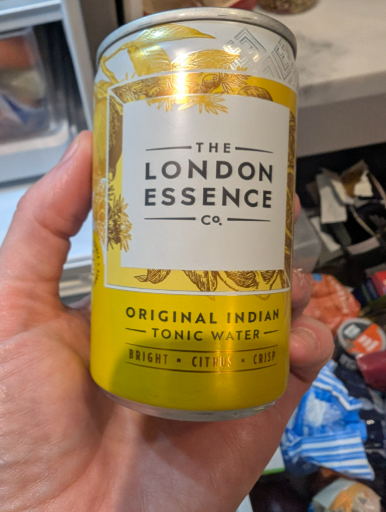 THE
LONDON
ESSENCE
Co.
ORIGINAL INDIAN
TONIC WATER
BRIGHT • CITRUS • CRISP